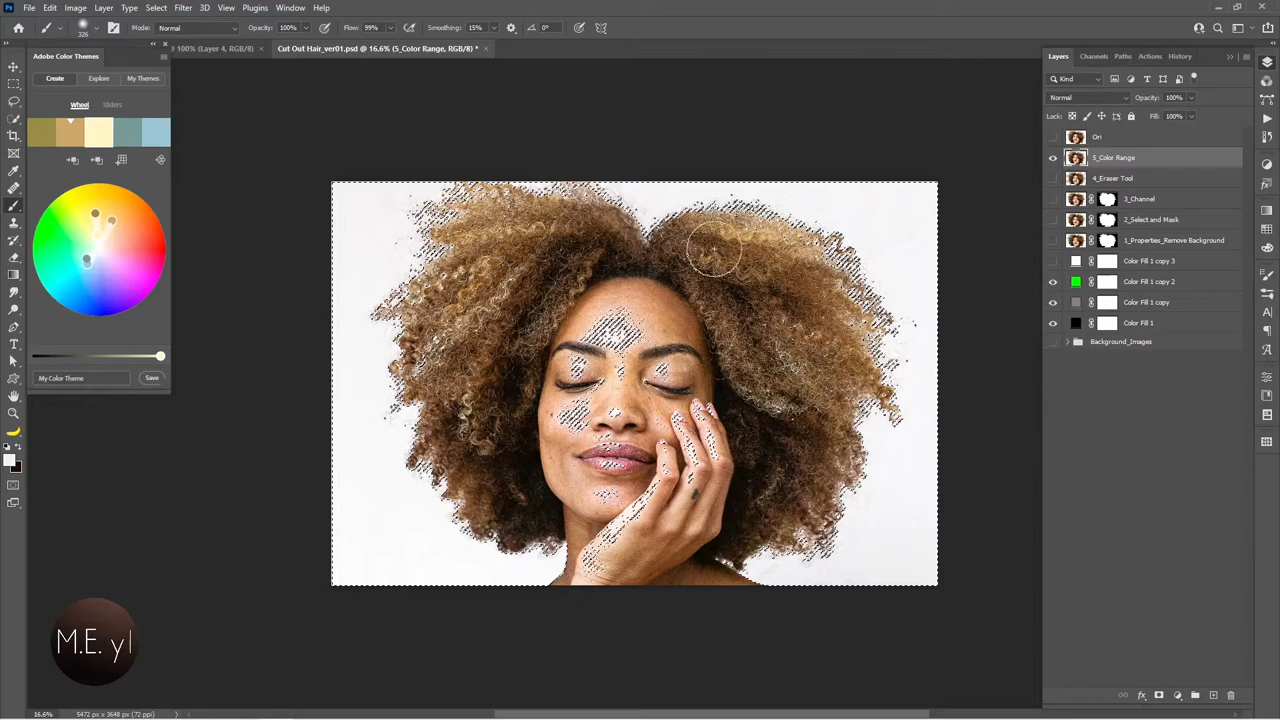 Ps File Edit Image Layer Type Select Filter 3D View Plugins Window Help
326 Mode: Normal Opacity: 100% Flow: 99% Smoothing: 15% 0°
@ 100% (Layer 4, RGB/8) × Cut Out Hair_ver01.psd @ 16.6% (5_Color Range, RGB/8) * ×
Adobe Color Themes
Create Explore My Themes
Wheel Sliders
My Color Theme Save
Layers Channels Paths Actions History
Kind
Normal Opacity: 100%
Lock: Fill: 100%
Ori
5_Color Range
4_Eraser Tool
3_Channel
2_Select and Mask
1_Properties_Remove Background
Color Fill 1 copy 3
Color Fill 1 copy 2
Color Fill 1 copy
Color Fill 1
Background_Images
M.E. yl
16.6% 5472 px x 3648 px (72 ppi)